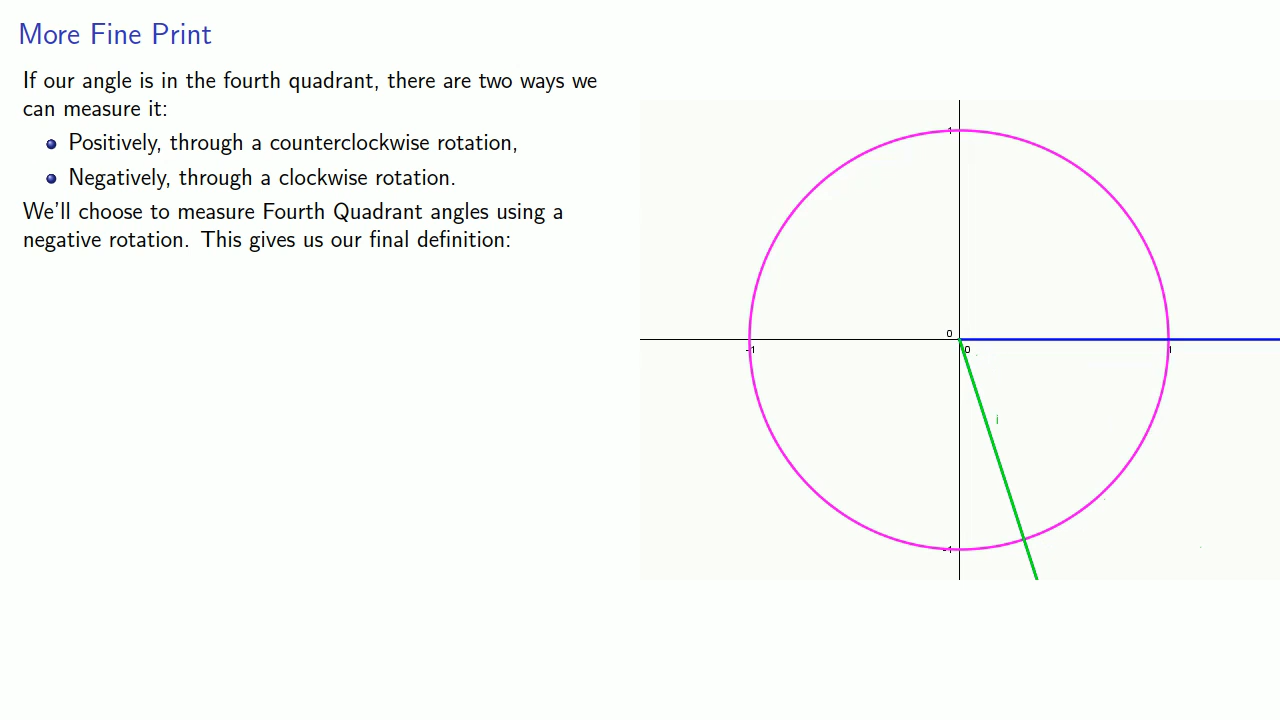 More Fine Print
If our angle is in the fourth quadrant, there are two ways we
can measure it:
Positively, through a counterclockwise rotation,
Negatively, through a clockwise rotation.
We'll choose to measure Fourth Quadrant angles using a
negative rotation. This gives us our final definition:
1
0
-1 0 1
i
-1